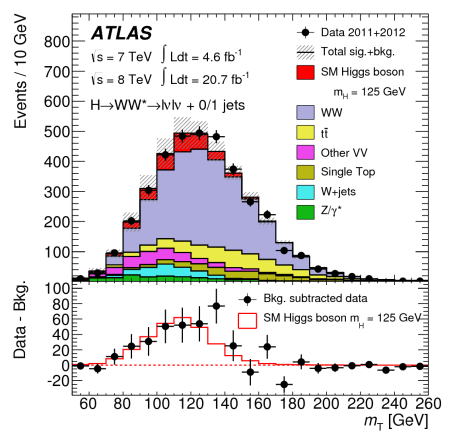 ATLAS
√s = 7 TeV ∫ Ldt = 4.6 fb⁻¹
√s = 8 TeV ∫ Ldt = 20.7 fb⁻¹
H→WW*→lνlν + 0/1 jets
Data 2011+2012
Total sig.+bkg.
SM Higgs boson
m_H = 125 GeV
WW
tt̄
Other VV
Single Top
W+jets
Z/γ*
Events / 10 GeV
800
700
600
500
400
300
200
100
Bkg. subtracted data
SM Higgs boson m_H = 125 GeV
Data - Bkg.
100
80
60
40
20
0
-20
60 80 100 120 140 160 180 200 220 240 260
m_T [GeV]